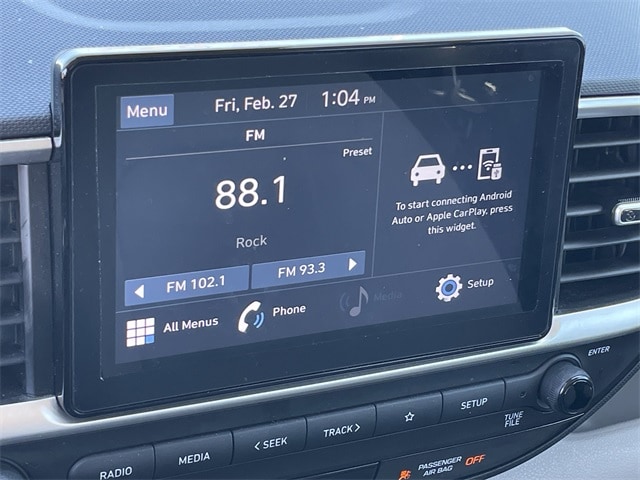 Menu
Fri, Feb. 27
1:04 PM
FM
Preset
88.1
Rock
FM 102.1
FM 93.3
To start connecting Android
Auto or Apple CarPlay, press
this widget.
All Menus
Phone
Media
Setup
RADIO
MEDIA
< SEEK
TRACK >
☆
SETUP
ENTER
TUNE
FILE
PASSENGER
AIR BAG
OFF